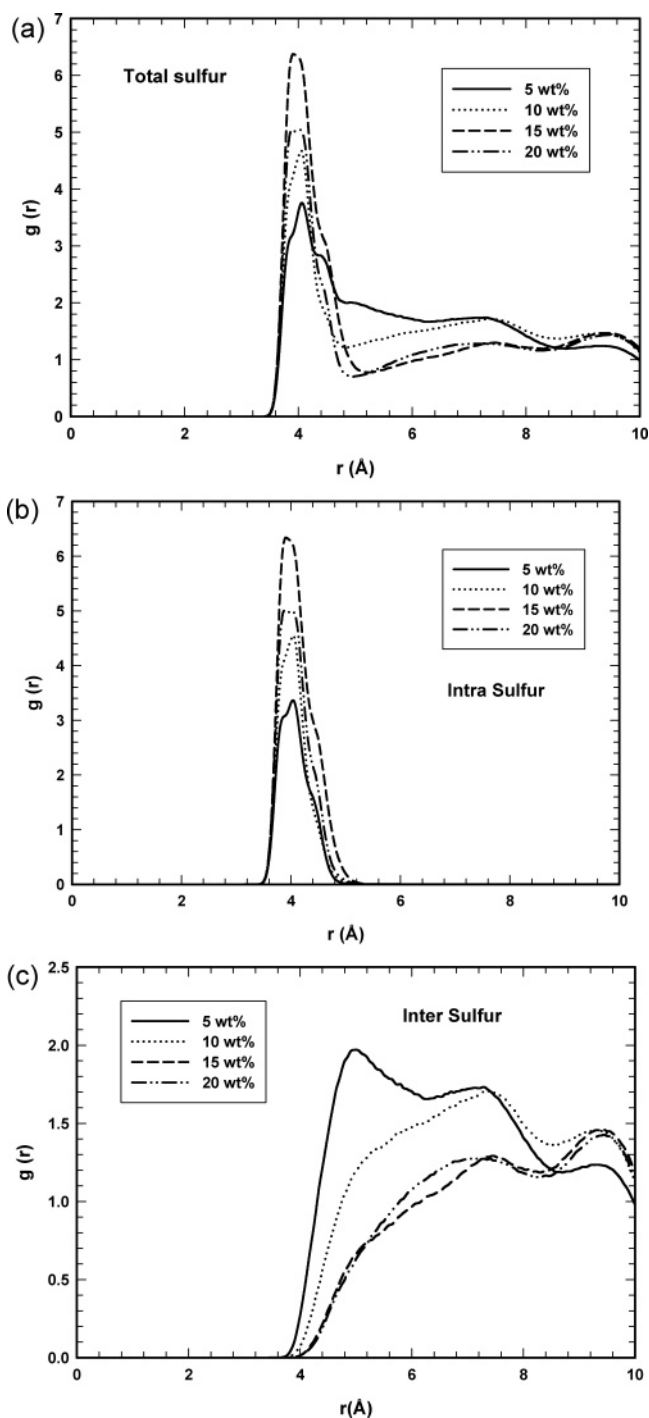 (a)
7
Total sulfur
5 wt%
10 wt%
15 wt%
20 wt%
6
5
4
3
2
1
0
g (r)
0 2 4 6 8 10
r (Å)
(b)
7
5 wt%
10 wt%
15 wt%
20 wt%
6
5
4
Intra Sulfur
3
2
1
0
g (r)
0 2 4 6 8 10
r (Å)
(c)
2.5
5 wt%
10 wt%
15 wt%
20 wt%
Inter Sulfur
2.0
1.5
1.0
0.5
0.0
g (r)
0 2 4 6 8 10
r(Å)